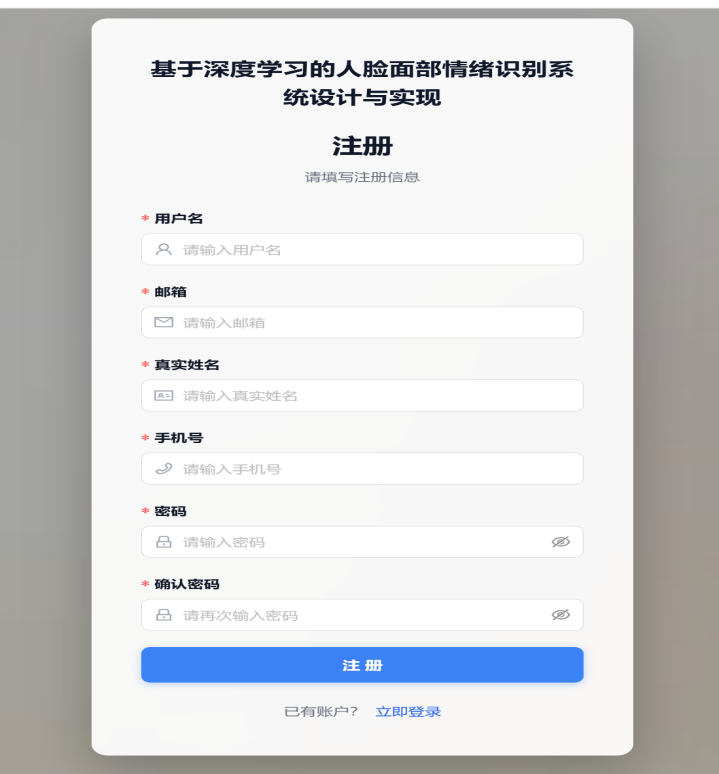 基于深度学习的人脸面部情绪识别系
统设计与实现
注册
请填写注册信息
* 用户名
请输入用户名
* 邮箱
请输入邮箱
* 真实姓名
请输入真实姓名
* 手机号
请输入手机号
* 密码
请输入密码
* 确认密码
请再次输入密码
注 册
已有账户? 立即登录